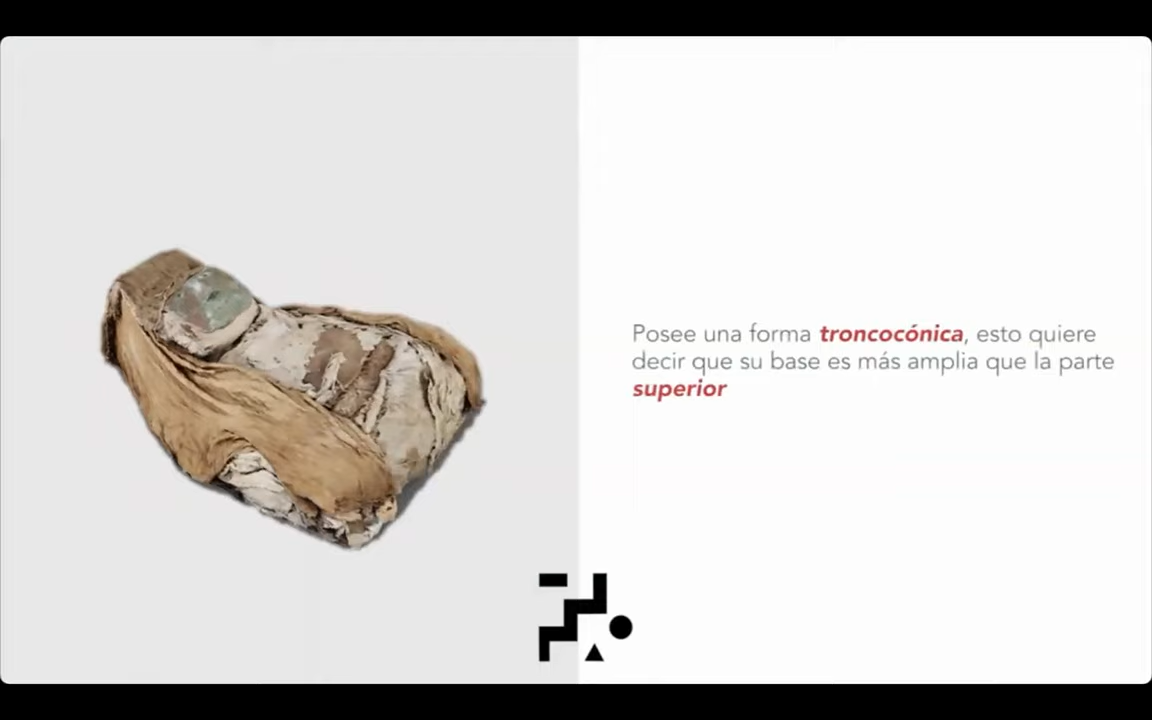 Posee una forma troncocónica, esto quiere
decir que su base es más amplia que la parte
superior